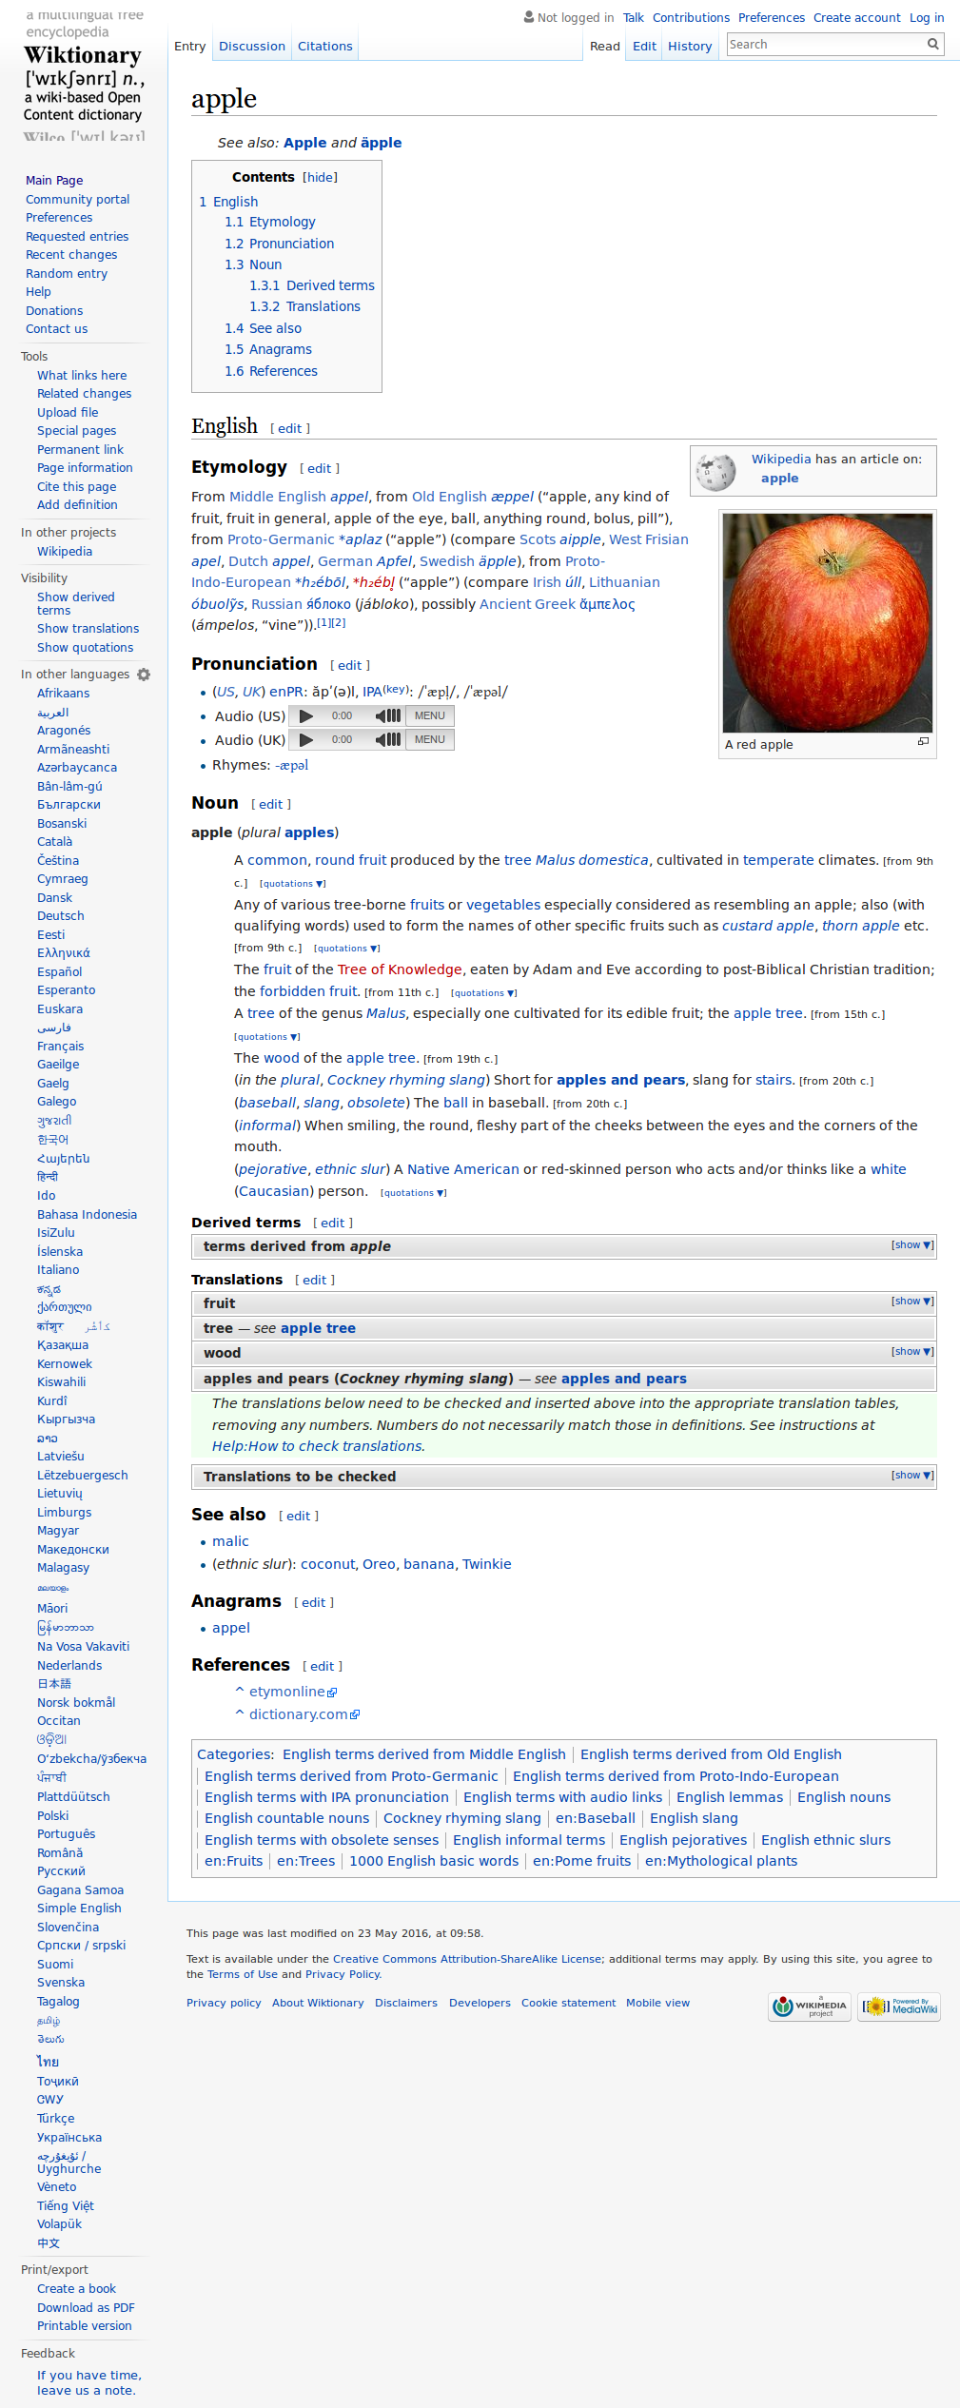 a multilingual free
encyclopedia
Wiktionary
['wɪkʃənrɪ] n.,
a wiki-based Open
Content dictionary
Wilco ['wɪl kəʊ]
Not logged in Talk Contributions Preferences Create account Log in
Entry Discussion Citations Read Edit History Search
apple
See also: Apple and äpple
Contents [hide]
1 English
1.1 Etymology
1.2 Pronunciation
1.3 Noun
1.3.1 Derived terms
1.3.2 Translations
1.4 See also
1.5 Anagrams
1.6 References
English [ edit ]
Wikipedia has an article on:
apple
A red apple
Etymology [ edit ]
From Middle English appel, from Old English æppel (“apple, any kind of
fruit, fruit in general, apple of the eye, ball, anything round, bolus, pill”),
from Proto-Germanic *aplaz (“apple”) (compare Scots aipple, West Frisian
apel, Dutch appel, German Apfel, Swedish äpple), from Proto-
Indo-European *h₂ébōl, *h₂ébl̥ (“apple”) (compare Irish úll, Lithuanian
óbuolỹs, Russian я́блоко (jábloko), possibly Ancient Greek ἄμπελος
(ámpelos, “vine”)).[1][2]
Pronunciation [ edit ]
(US, UK) enPR: ăp′(ə)l, IPA(key): /ˈæpl̩/, /ˈæpəl/
Audio (US) 0:00 MENU
Audio (UK) 0:00 MENU
Rhymes: -æpəl
Noun [ edit ]
apple (plural apples)
A common, round fruit produced by the tree Malus domestica, cultivated in temperate climates. [from 9th
c.] [quotations ▼]
Any of various tree-borne fruits or vegetables especially considered as resembling an apple; also (with
qualifying words) used to form the names of other specific fruits such as custard apple, thorn apple etc.
[from 9th c.] [quotations ▼]
The fruit of the Tree of Knowledge, eaten by Adam and Eve according to post-Biblical Christian tradition;
the forbidden fruit. [from 11th c.] [quotations ▼]
A tree of the genus Malus, especially one cultivated for its edible fruit; the apple tree. [from 15th c.]
[quotations ▼]
The wood of the apple tree. [from 19th c.]
(in the plural, Cockney rhyming slang) Short for apples and pears, slang for stairs. [from 20th c.]
(baseball, slang, obsolete) The ball in baseball. [from 20th c.]
(informal) When smiling, the round, fleshy part of the cheeks between the eyes and the corners of the
mouth.
(pejorative, ethnic slur) A Native American or red-skinned person who acts and/or thinks like a white
(Caucasian) person. [quotations ▼]
Derived terms [ edit ]
terms derived from apple [show ▼]
Translations [ edit ]
fruit [show ▼]
tree — see apple tree
wood [show ▼]
apples and pears (Cockney rhyming slang) — see apples and pears
The translations below need to be checked and inserted above into the appropriate translation tables,
removing any numbers. Numbers do not necessarily match those in definitions. See instructions at
Help:How to check translations.
Translations to be checked [show ▼]
See also [ edit ]
malic
(ethnic slur): coconut, Oreo, banana, Twinkie
Anagrams [ edit ]
appel
References [ edit ]
^ etymonline
^ dictionary.com
Categories: English terms derived from Middle English English terms derived from Old English
English terms derived from Proto-Germanic English terms derived from Proto-Indo-European
English terms with IPA pronunciation English terms with audio links English lemmas English nouns
English countable nouns Cockney rhyming slang en:Baseball English slang
English terms with obsolete senses English informal terms English pejoratives English ethnic slurs
en:Fruits en:Trees 1000 English basic words en:Pome fruits en:Mythological plants
Main Page
Community portal
Preferences
Requested entries
Recent changes
Random entry
Help
Donations
Contact us
Tools
What links here
Related changes
Upload file
Special pages
Permanent link
Page information
Cite this page
Add definition
In other projects
Wikipedia
Visibility
Show derived
terms
Show translations
Show quotations
In other languages
Afrikaans
العربية
Aragonés
Armãneashti
Azərbaycanca
Bân-lâm-gú
Български
Bosanski
Català
Čeština
Cymraeg
Dansk
Deutsch
Eesti
Ελληνικά
Español
Esperanto
Euskara
فارسی
Français
Gaeilge
Gaelg
Galego
ગુજરાતી
한국어
Հայերեն
हिन्दी
Ido
Bahasa Indonesia
IsiZulu
Íslenska
Italiano
ಕನ್ನಡ
ქართული
कॉशुर کٲشُر
Қазақша
Kernowek
Kiswahili
Kurdî
Кыргызча
ລາວ
Latviešu
Lëtzebuergesch
Lietuvių
Limburgs
Magyar
Македонски
Malagasy
മലയാളം
Māori
မြန်မာဘာသာ
Na Vosa Vakaviti
Nederlands
日本語
Norsk bokmål
Occitan
ଓଡ଼ିଆ
Oʻzbekcha/ўзбекча
ਪੰਜਾਬੀ
Plattdüütsch
Polski
Português
Română
Русский
Gagana Samoa
Simple English
Slovenčina
Српски / srpski
Suomi
Svenska
Tagalog
தமிழ்
తెలుగు
ไทย
Тоҷикӣ
ᏣᎳᎩ
Türkçe
Українська
ئۇيغۇرچە /
Uyghurche
Vèneto
Tiếng Việt
Volapük
中文
Print/export
Create a book
Download as PDF
Printable version
Feedback
If you have time,
leave us a note.
This page was last modified on 23 May 2016, at 09:58.
Text is available under the Creative Commons Attribution-ShareAlike License; additional terms may apply. By using this site, you agree to
the Terms of Use and Privacy Policy.
Privacy policy About Wiktionary Disclaimers Developers Cookie statement Mobile view
a
WIKIMEDIA
project
Powered By
MediaWiki